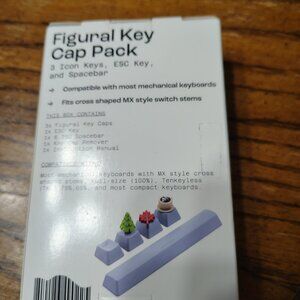 Figural Key
Cap Pack
3 Icon Keys, ESC Key,
and Spacebar
→ Compatible with most mechanical keyboards
→ Fits cross shaped MX style switch stems
THIS BOX CONTAINS
3x Figural Key Caps
1x ESC Key
Spacebar
Remover
Manual
Most mechanical keyboards with MX style cross
stems, full-size (100%), Tenkeyless
and most compact keyboards.